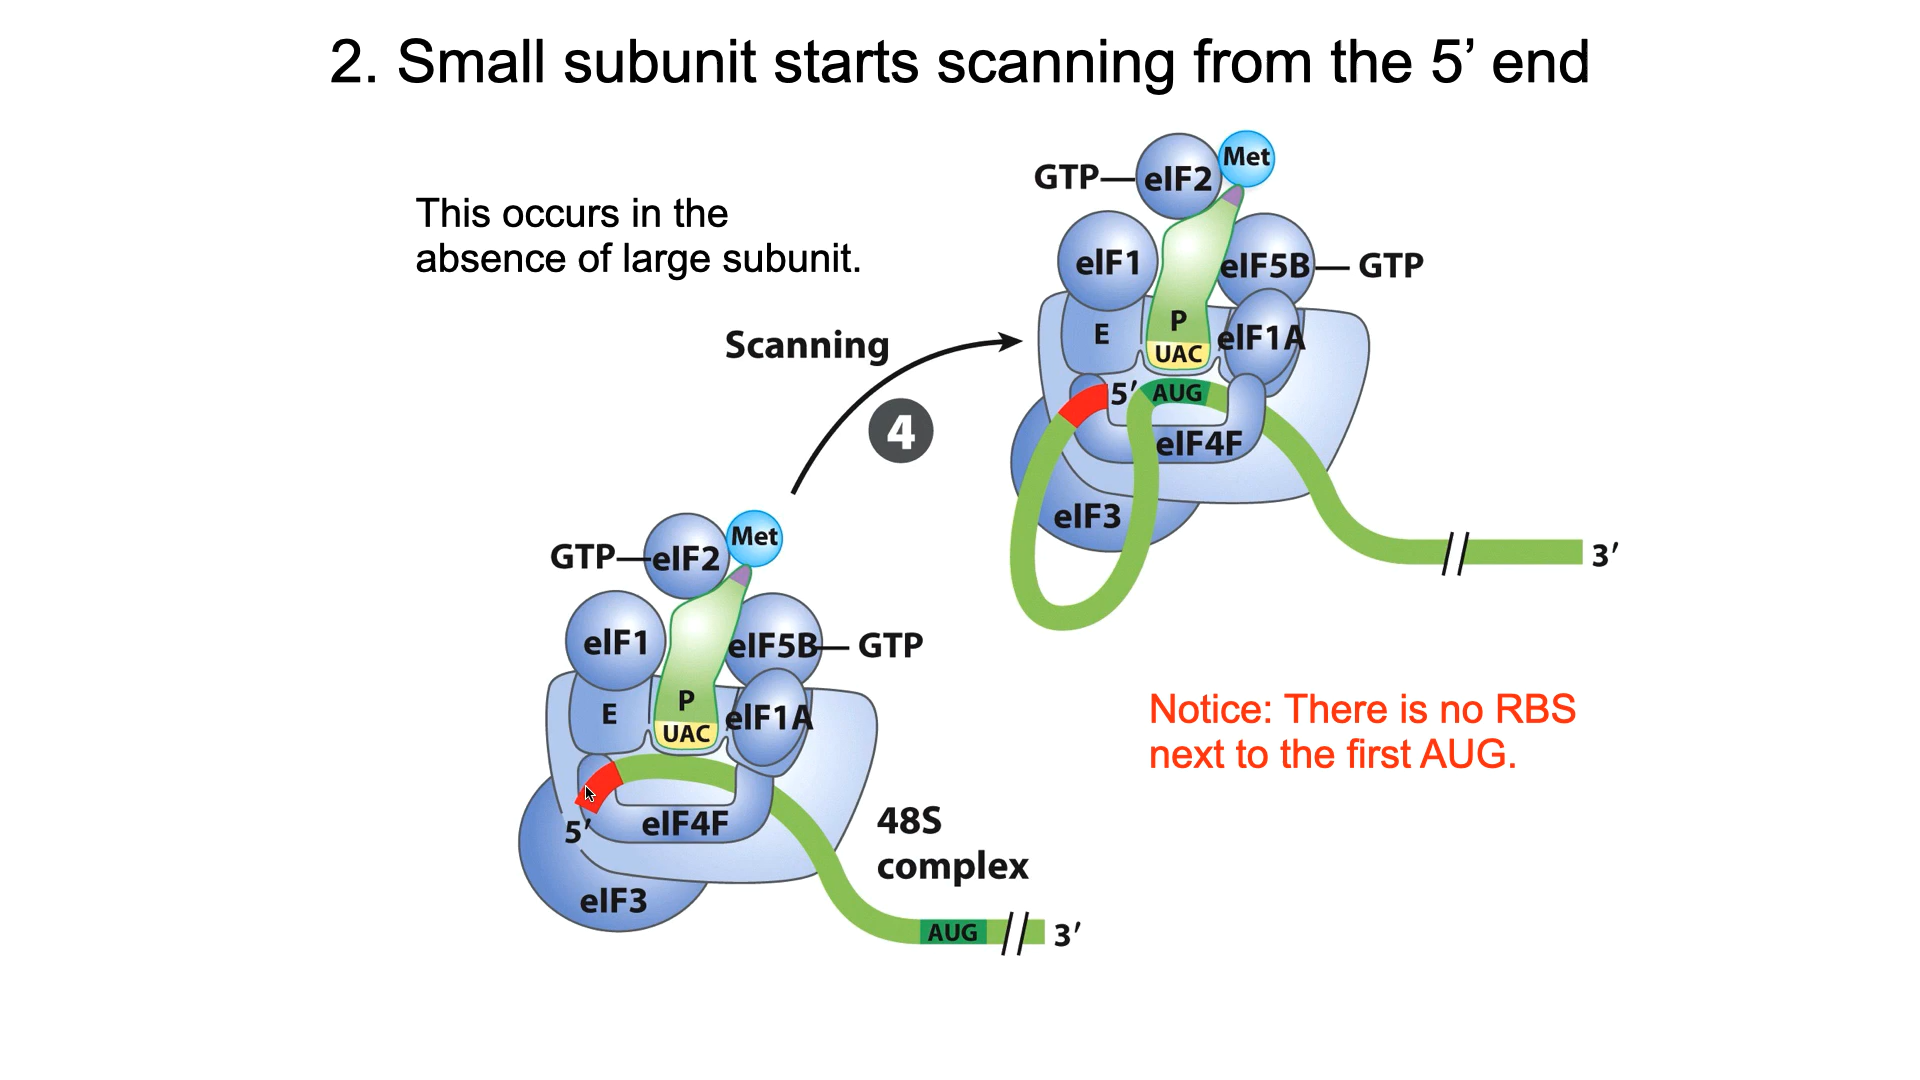 2. Small subunit starts scanning from the 5’ end
This occurs in the
absence of large subunit.
GTP
eIF2
Met
eIF1
eIF5B
GTP
E
P
eIF1A
UAC
5′
AUG
eIF4F
eIF3
3′
Scanning
4
GTP
eIF2
Met
eIF1
eIF5B
GTP
E
P
eIF1A
UAC
5′
eIF4F
eIF3
48S
complex
AUG
3′
Notice: There is no RBS
next to the first AUG.